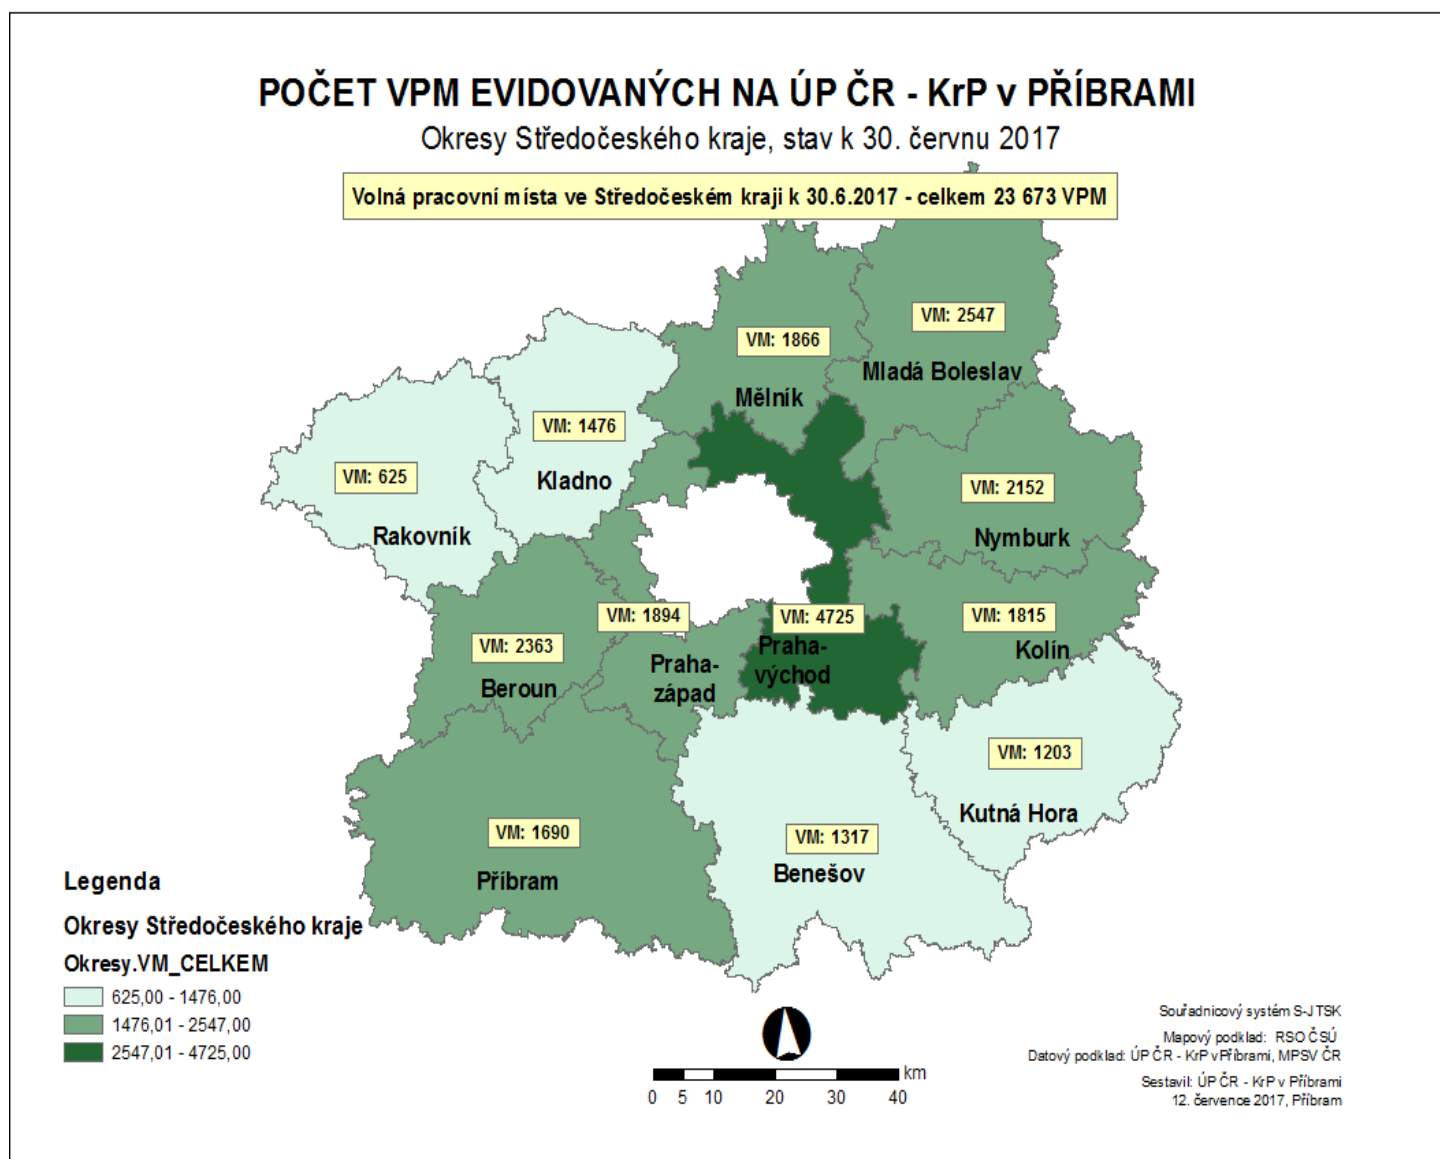 POČET VPM EVIDOVANÝCH NA ÚP ČR - KrP v PŘÍBRAMI
Okresy Středočeského kraje, stav k 30. červnu 2017
Volná pracovní místa ve Středočeském kraji k 30.6.2017 - celkem 23 673 VPM
VM: 2547
Mladá Boleslav
VM: 1866
Mělník
VM: 1476
Kladno
VM: 625
Rakovník
VM: 2152
Nymburk
VM: 1894
Praha-
západ
VM: 4725
Praha-
východ
VM: 1815
Kolín
VM: 2363
Beroun
VM: 1203
Kutná Hora
VM: 1690
Příbram
VM: 1317
Benešov
Legenda
Okresy Středočeského kraje
Okresy.VM_CELKEM
625,00 - 1476,00
1476,01 - 2547,00
2547,01 - 4725,00
km
0 5 10 20 30 40
Souřadnicový systém S-JTSK
Mapový podklad: RSO ČSÚ
Datový podklad: ÚP ČR - KrP v Příbrami, MPSV ČR
Sestavil: ÚP ČR - KrP v Příbrami
12. července 2017, Příbram